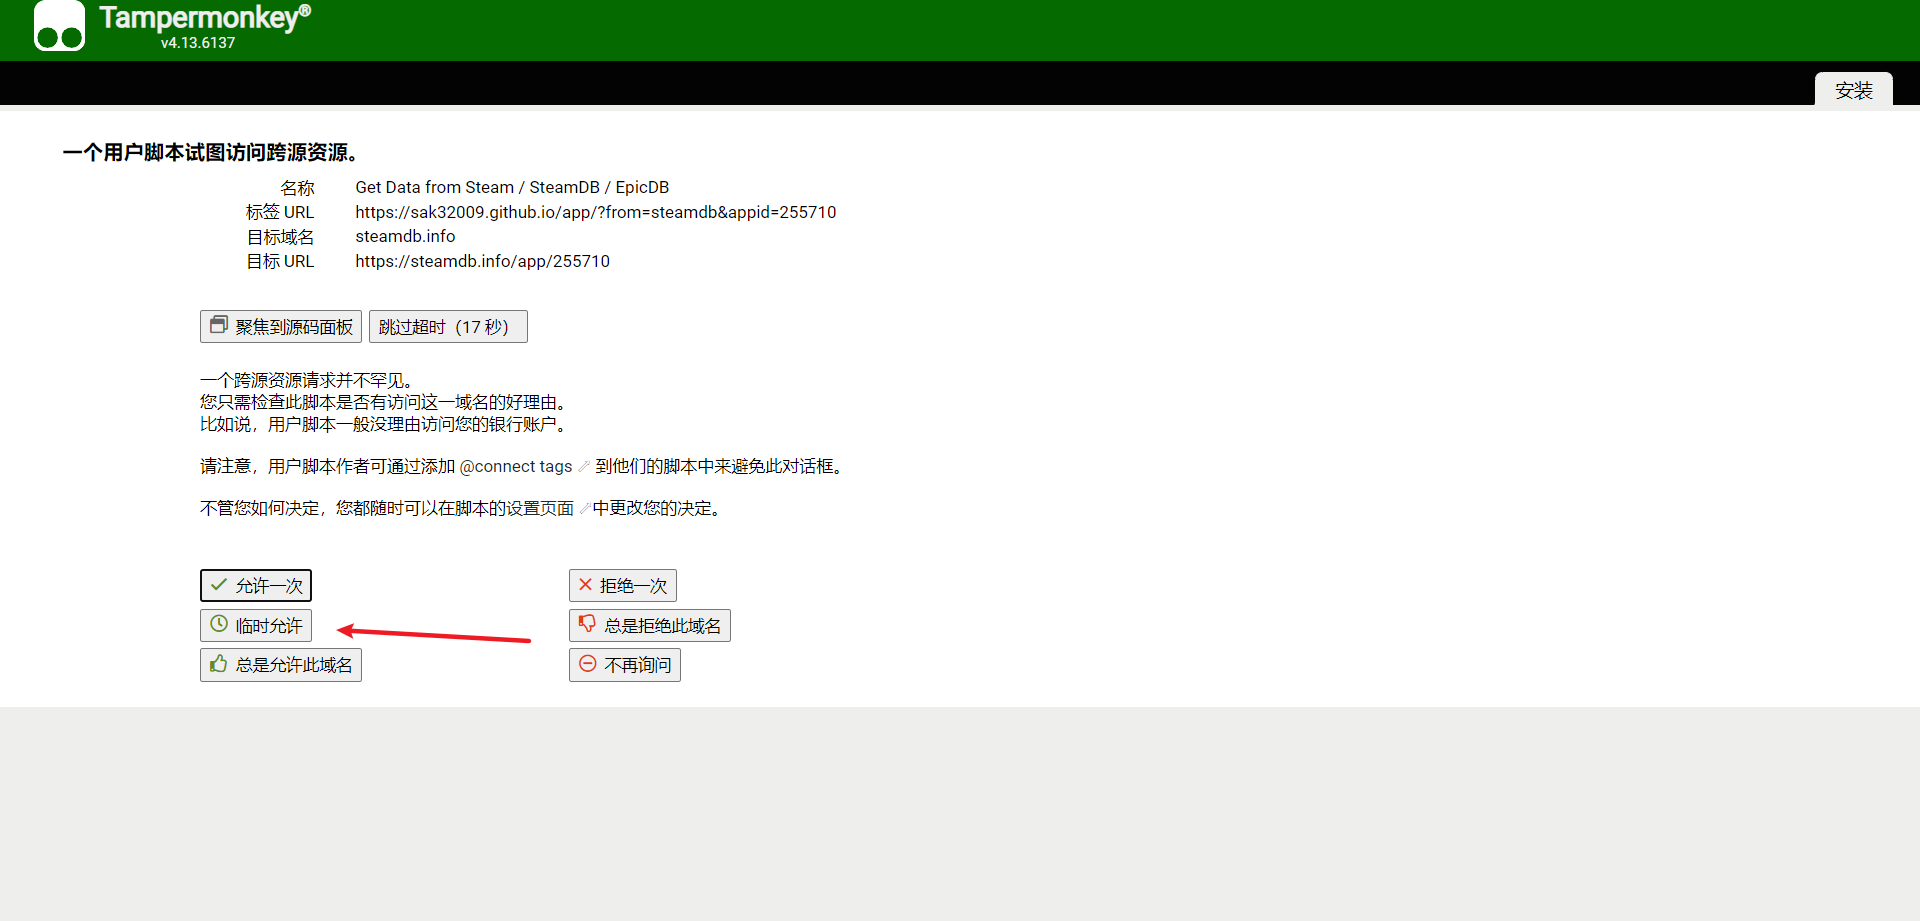 Tampermonkey®
v4.13.6137
安装
一个用户脚本试图访问跨源资源。
名称 Get Data from Steam / SteamDB / EpicDB
标签 URL https://sak32009.github.io/app/?from=steamdb&appid=255710
目标域名 steamdb.info
目标 URL https://steamdb.info/app/255710
聚焦到源码面板 跳过超时（17 秒）
一个跨源资源请求并不罕见。
您只需检查此脚本是否有访问这一域名的好理由。
比如说，用户脚本一般没理由访问您的银行账户。
请注意，用户脚本作者可通过添加 @connect tags 到他们的脚本中来避免此对话框。
不管您如何决定，您都随时可以在脚本的设置页面 中更改您的决定。
允许一次 拒绝一次
临时允许 总是拒绝此域名
总是允许此域名 不再询问